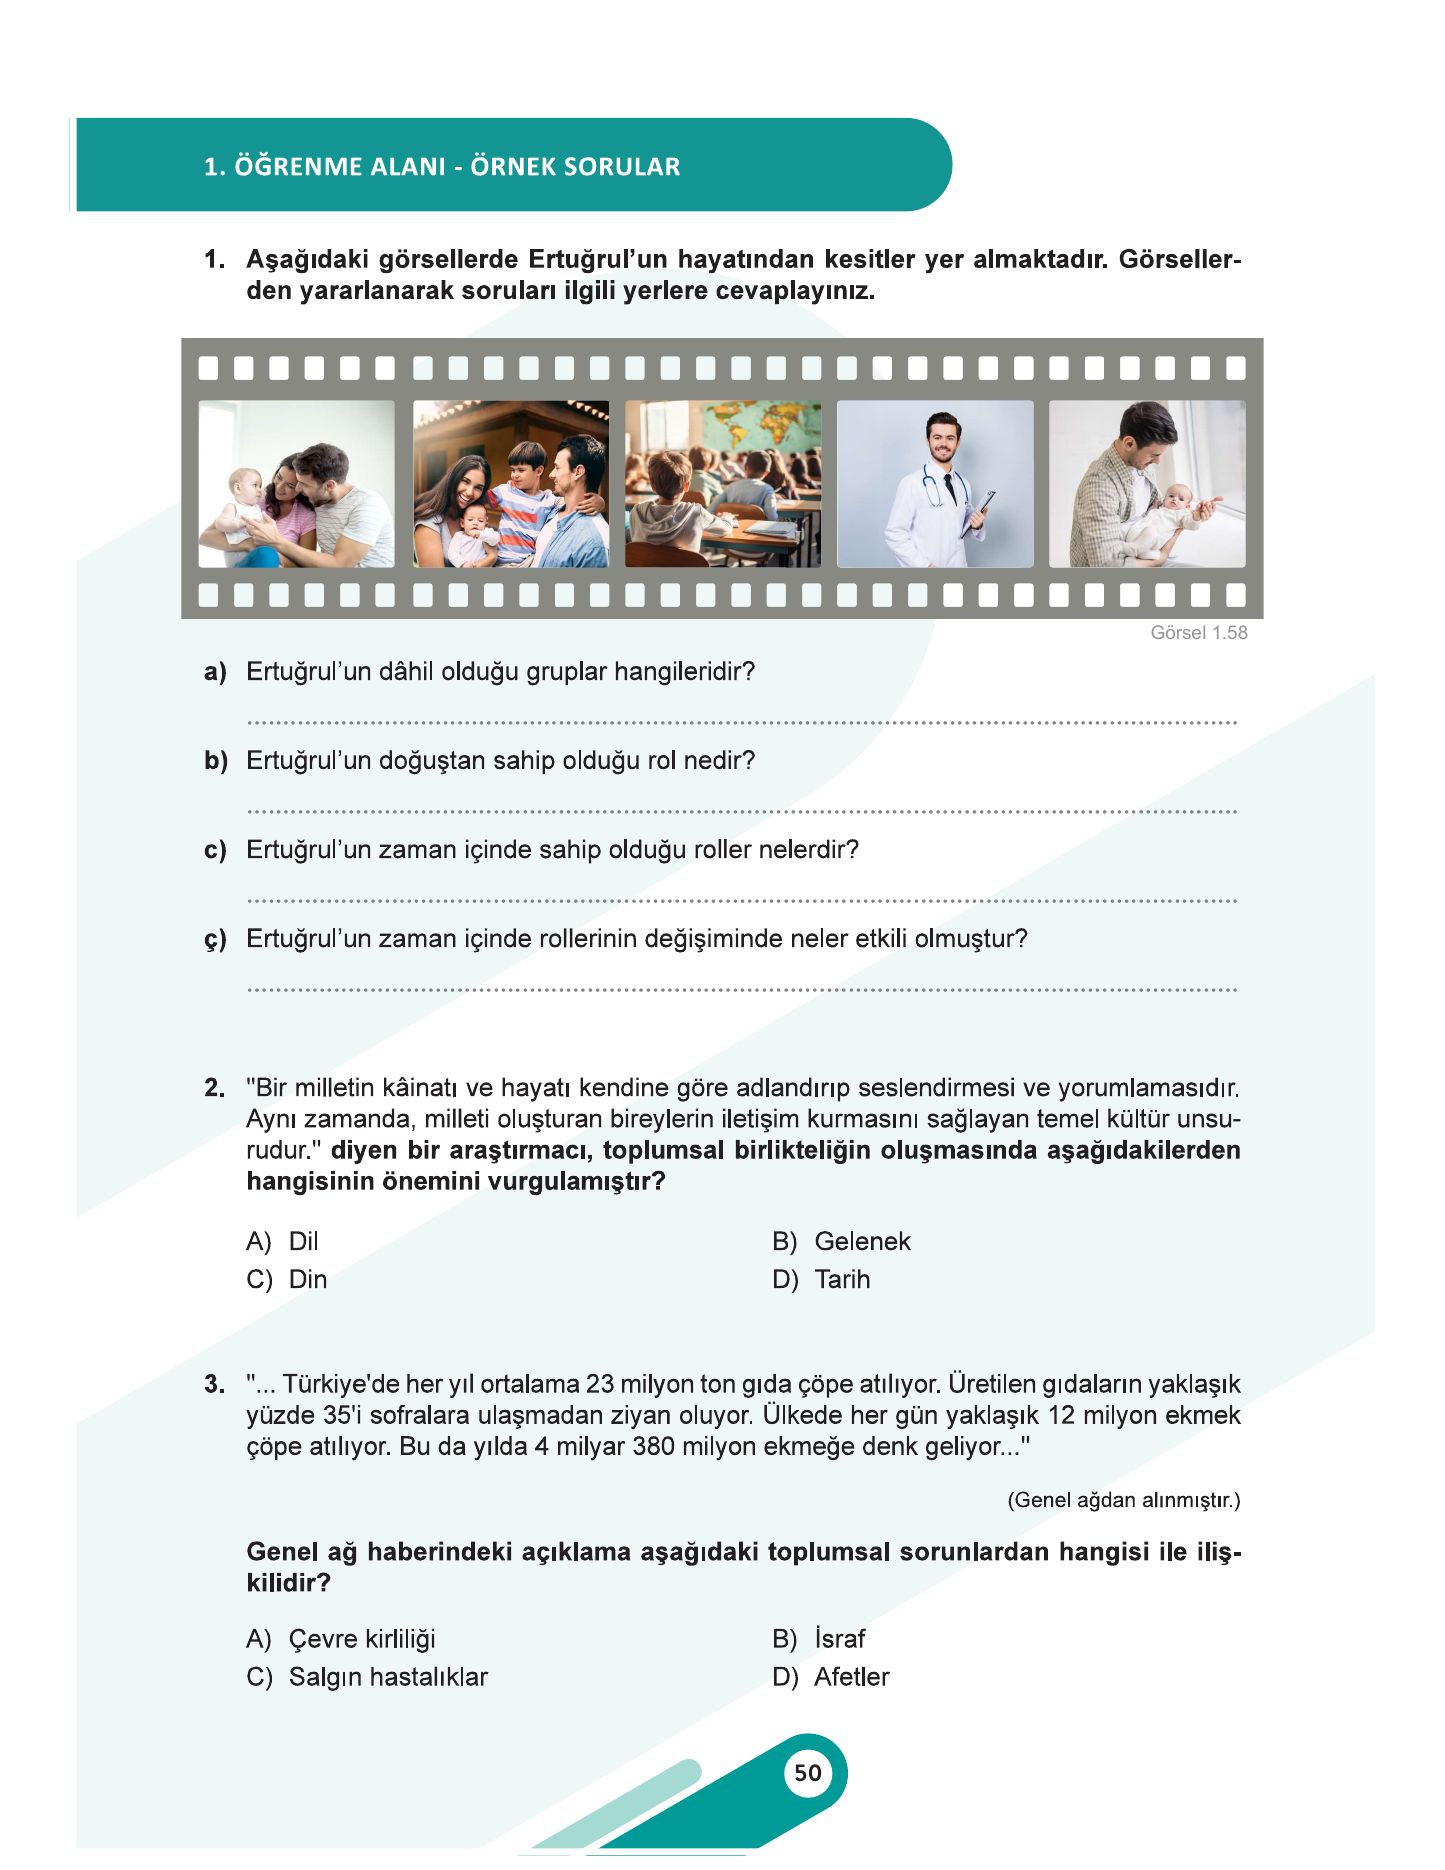 1. ÖĞRENME ALANI - ÖRNEK SORULAR
1. Aşağıdaki görsellerde Ertuğrul’un hayatından kesitler yer almaktadır. Görseller-
den yararlanarak soruları ilgili yerlere cevaplayınız.
Görsel 1.58
a) Ertuğrul’un dâhil olduğu gruplar hangileridir?
b) Ertuğrul’un doğuştan sahip olduğu rol nedir?
c) Ertuğrul’un zaman içinde sahip olduğu roller nelerdir?
ç) Ertuğrul’un zaman içinde rollerinin değişiminde neler etkili olmuştur?
2. "Bir milletin kâinatı ve hayatı kendine göre adlandırıp seslendirmesi ve yorumlamasıdır.
Aynı zamanda, milleti oluşturan bireylerin iletişim kurmasını sağlayan temel kültür unsu-
rudur." diyen bir araştırmacı, toplumsal birlikteliğin oluşmasında aşağıdakilerden
hangisinin önemini vurgulamıştır?
A) Dil B) Gelenek
C) Din D) Tarih
3. "... Türkiye'de her yıl ortalama 23 milyon ton gıda çöpe atılıyor. Üretilen gıdaların yaklaşık
yüzde 35'i sofralara ulaşmadan ziyan oluyor. Ülkede her gün yaklaşık 12 milyon ekmek
çöpe atılıyor. Bu da yılda 4 milyar 380 milyon ekmeğe denk geliyor..."
(Genel ağdan alınmıştır.)
Genel ağ haberindeki açıklama aşağıdaki toplumsal sorunlardan hangisi ile iliş-
kilidir?
A) Çevre kirliliği B) İsraf
C) Salgın hastalıklar D) Afetler
50